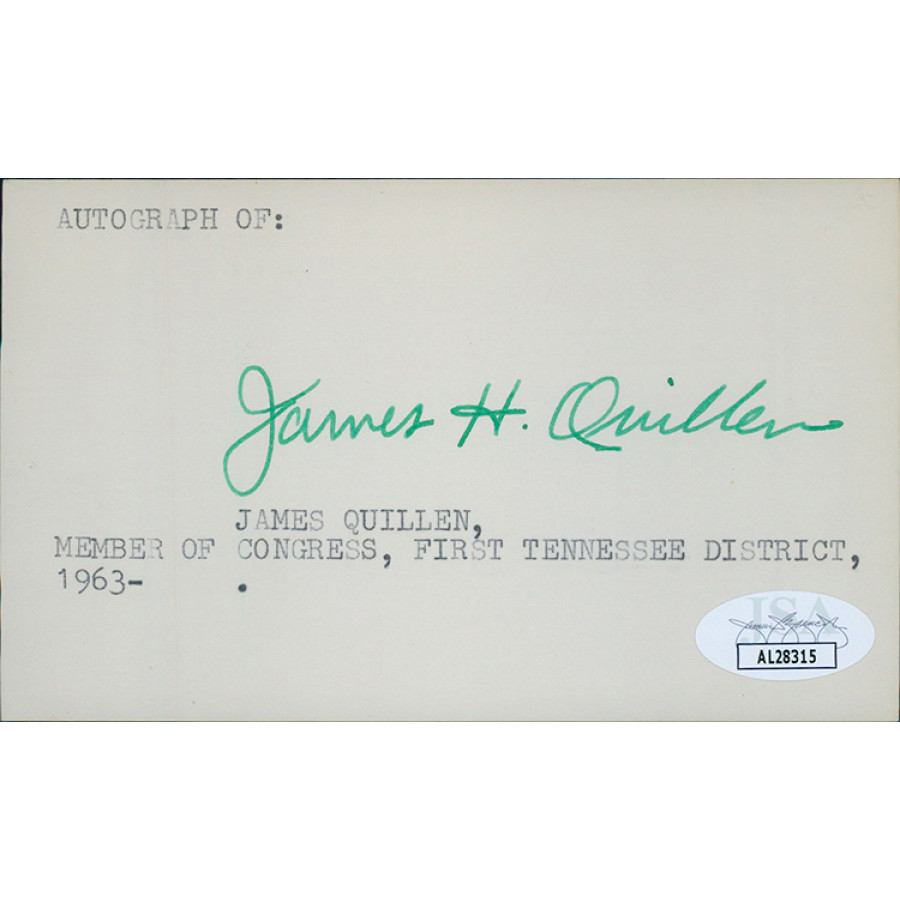 AUTOGRAPH OF:
James H. Quillen
JAMES QUILLEN,
MEMBER OF CONGRESS, FIRST TENNESSEE DISTRICT,
1963- .
JSA
AL28315